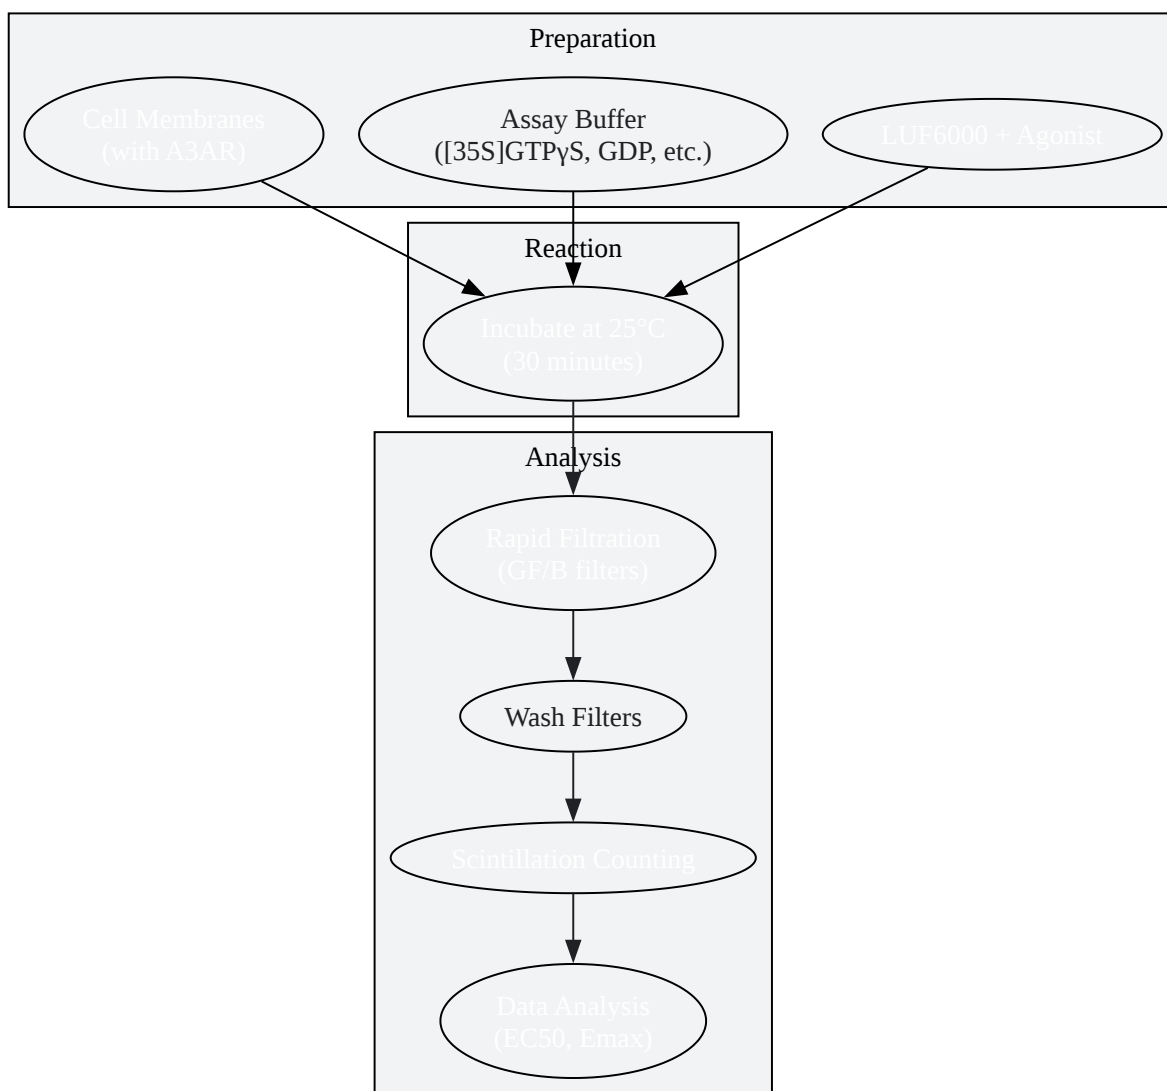 Preparation
Cell Membranes
(with A3AR)
Assay Buffer
([35S]GTPγS, GDP, etc.)
LUF6000 + Agonist
Reaction
Incubate at 25°C
(30 minutes)
Analysis
Rapid Filtration
(GF/B filters)
Wash Filters
Scintillation Counting
Data Analysis
(EC50, Emax)